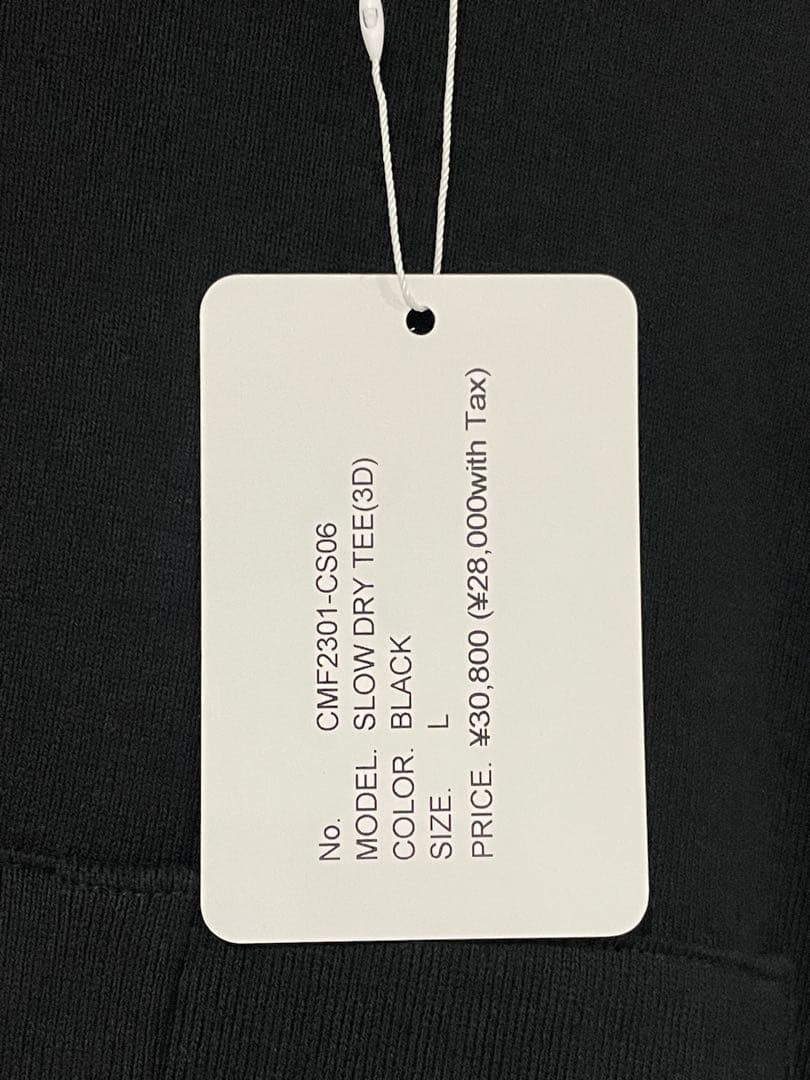 No. CMF2301-CS06
MODEL. SLOW DRY TEE(3D)
COLOR. BLACK
SIZE. L
PRICE. ¥30,800 (¥28,000with Tax)